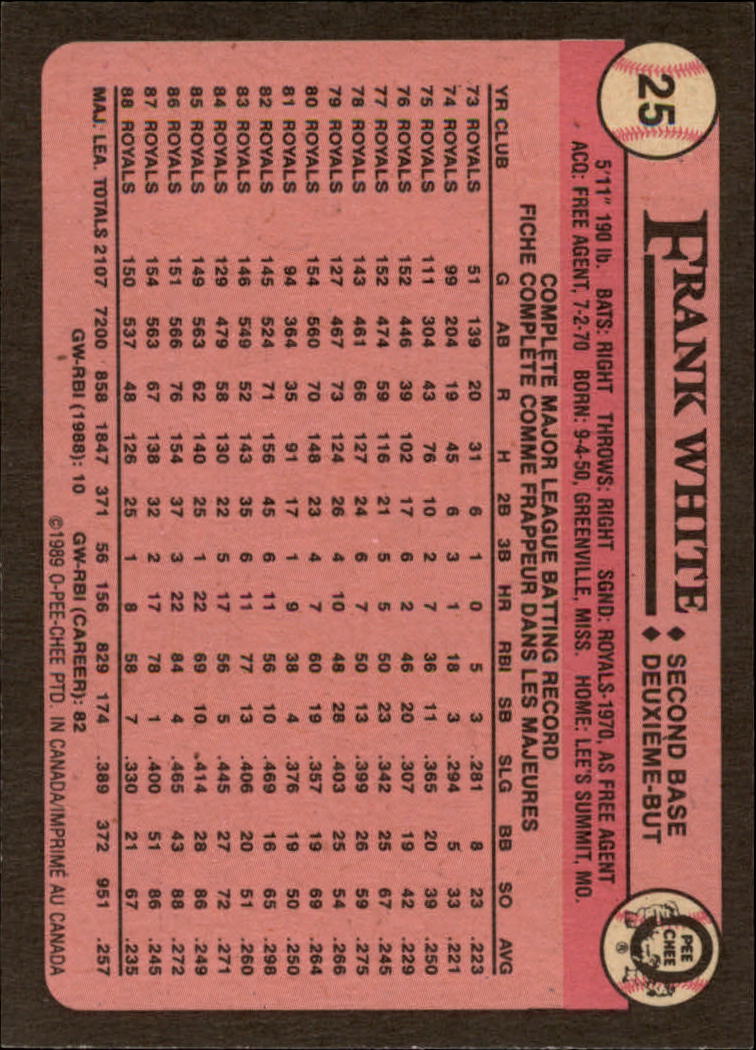 25
FRANK WHITE
♦ SECOND BASE
♦ DEUXIÈME-BUT
O
PEE
CHEE
®
5'11" 190 lb. BATS: RIGHT THROWS: RIGHT SGND: ROYALS-1970, AS FREE AGENT
ACQ: FREE AGENT, 7-2-70 BORN: 9-4-50, GREENVILLE, MISS. HOME: LEE'S SUMMIT, MO.
COMPLETE MAJOR LEAGUE BATTING RECORD
FICHE COMPLÈTE COMME FRAPPEUR DANS LES MAJEURES
YR CLUB G AB R H 2B 3B HR RBI SB SLG BB SO AVG
73 ROYALS 51 139 20 31 6 1 0 5 3 .281 8 23 .223
74 ROYALS 99 204 19 45 6 3 1 18 3 .294 5 33 .221
75 ROYALS 111 304 43 76 10 2 7 36 11 .365 20 39 .250
76 ROYALS 152 446 39 102 17 6 2 46 20 .307 19 42 .229
77 ROYALS 152 474 59 116 21 5 5 50 23 .342 25 67 .245
78 ROYALS 143 461 66 127 24 6 7 50 13 .399 26 59 .275
79 ROYALS 127 467 73 124 26 4 10 48 28 .403 25 54 .266
80 ROYALS 154 560 70 148 23 4 7 60 19 .357 19 69 .264
81 ROYALS 94 364 35 91 17 1 9 38 4 .376 19 50 .250
82 ROYALS 145 524 71 156 45 6 11 56 10 .469 16 65 .298
83 ROYALS 146 549 52 143 35 6 11 77 13 .406 20 51 .260
84 ROYALS 129 479 58 130 22 5 17 56 5 .445 27 72 .271
85 ROYALS 149 563 62 140 25 1 22 69 10 .414 28 86 .249
86 ROYALS 151 566 76 154 37 3 22 84 4 .465 43 88 .272
87 ROYALS 154 563 67 138 32 2 17 78 1 .400 51 86 .245
88 ROYALS 150 537 48 126 25 1 8 58 7 .330 21 67 .235
MAJ. LEA. TOTALS 2107 7200 858 1847 371 56 156 829 174 .389 372 951 .257
GW-RBI (1988): 10 GW-RBI (CAREER): 82
©1989 O-PEE-CHEE PTD. IN CANADA/IMPRIMÉ AU CANADA